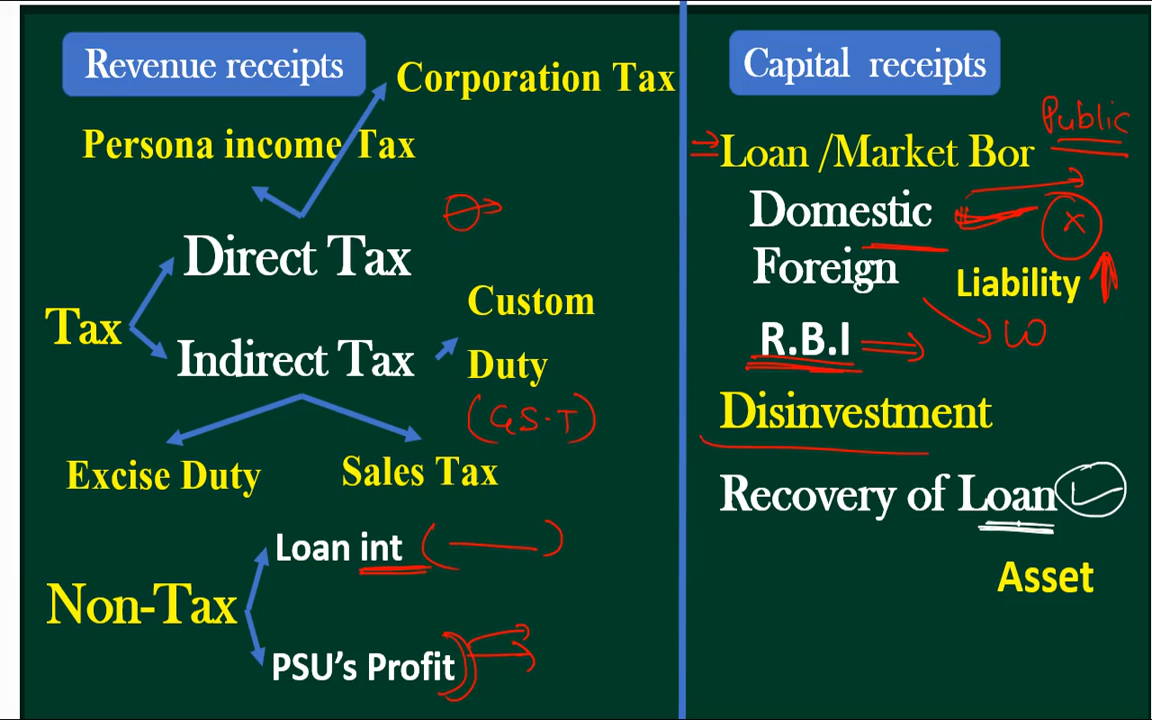 Revenue receipts
Corporation Tax
Persona income Tax
Direct Tax
Tax
Indirect Tax
Custom
Duty
(GS.T)
Excise Duty
Sales Tax
Loan int
Non-Tax
PSU's Profit
Capital receipts
Public
Loan /Market Bor
Domestic
Foreign
Liability
R.B.I
Disinvestment
Recovery of Loan
Asset